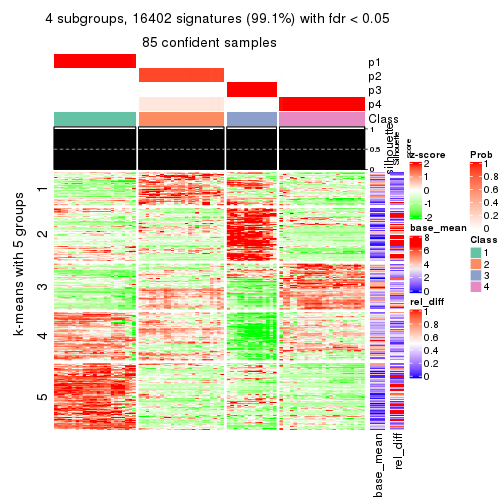 4 subgroups, 16402 signatures (99.1%) with fdr < 0.05
85 confident samples
p1
p2
p3
p4
Class
1
0.5
0
silhouette
Silhouette
score
k-means with 5 groups
1
2
3
4
5
base_mean
rel_diff
z-score
2
1
0
-1
-2
base_mean
8
6
4
2
0
rel_diff
1
0.8
0.6
0.4
0.2
0
Prob
1
0.8
0.6
0.4
0.2
0
Class
1
2
3
4